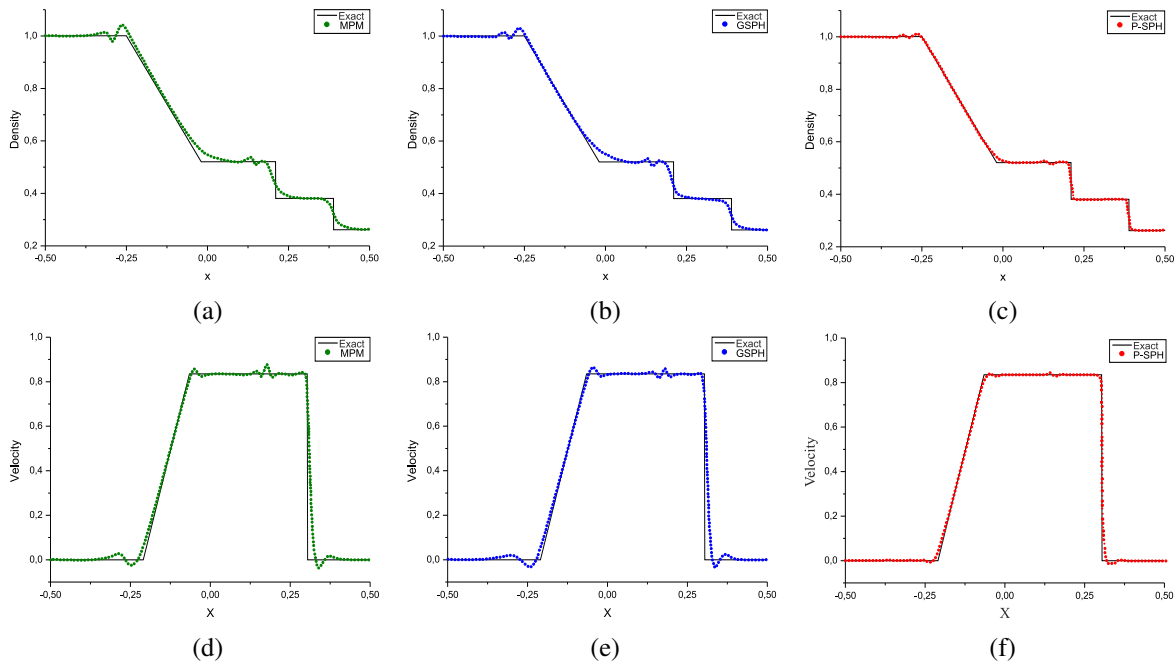 Exact
MPM
1,0
0,8
0,6
0,4
0,2
Density
-0,50
-0,25
0,00
0,25
0,50
x
(a)
Exact
GSPH
1,0
0,8
0,6
0,4
0,2
Density
-0,50
-0,25
0,00
0,25
0,50
x
(b)
Exact
P-SPH
1,0
0,8
0,6
0,4
0,2
Density
-0,50
-0,25
0,00
0,25
0,50
x
(c)
Exact
MPM
1,0
0,8
0,6
0,4
0,2
0,0
Velocity
-0,50
-0,25
0,00
0,25
0,50
X
(d)
Exact
GSPH
1,0
0,8
0,6
0,4
0,2
0,0
Velocity
-0,50
-0,25
0,00
0,25
0,50
X
(e)
Exact
P-SPH
1,0
0,8
0,6
0,4
0,2
0,0
Velocity
-0,50
-0,25
0,00
0,25
0,50
X
(f)